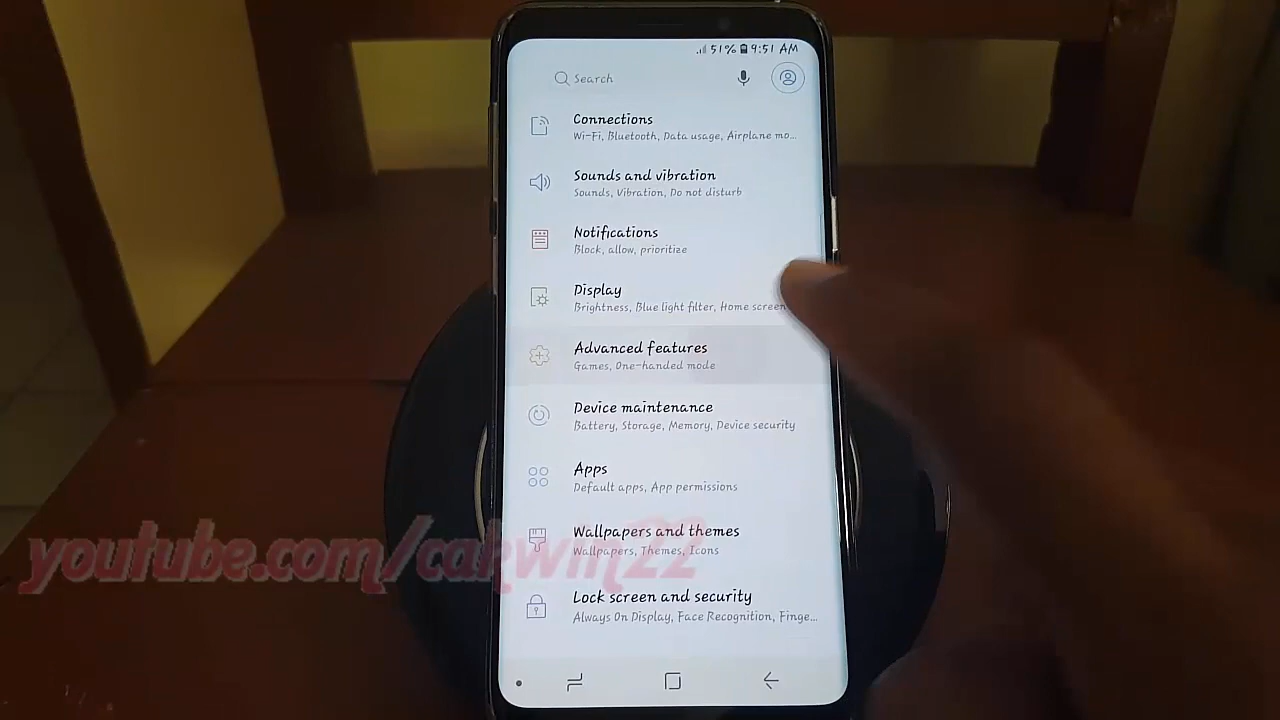 51% 9:51 AM
Search
Connections
Wi-Fi, Bluetooth, Data usage, Airplane mo...
Sounds and vibration
Sounds, Vibration, Do not disturb
Notifications
Block, allow, prioritize
Display
Brightness, Blue light filter, Home screen
Advanced features
Games, One-handed mode
Device maintenance
Battery, Storage, Memory, Device security
Apps
Default apps, App permissions
Wallpapers and themes
youtube.com/cakwin22
Wallpapers, Themes, Icons
Lock screen and security
Always On Display, Face Recognition, Finge...